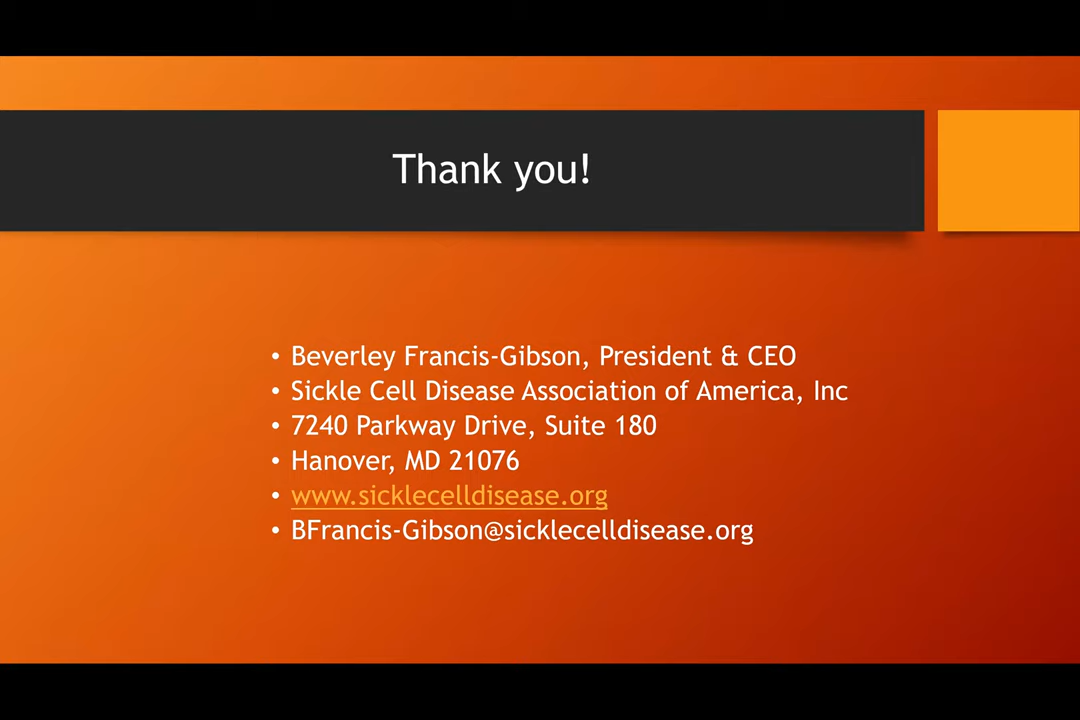 Thank you!
• Beverley Francis-Gibson, President & CEO
• Sickle Cell Disease Association of America, Inc
• 7240 Parkway Drive, Suite 180
• Hanover, MD 21076
• www.sicklecelldisease.org
• BFrancis-Gibson@sicklecelldisease.org